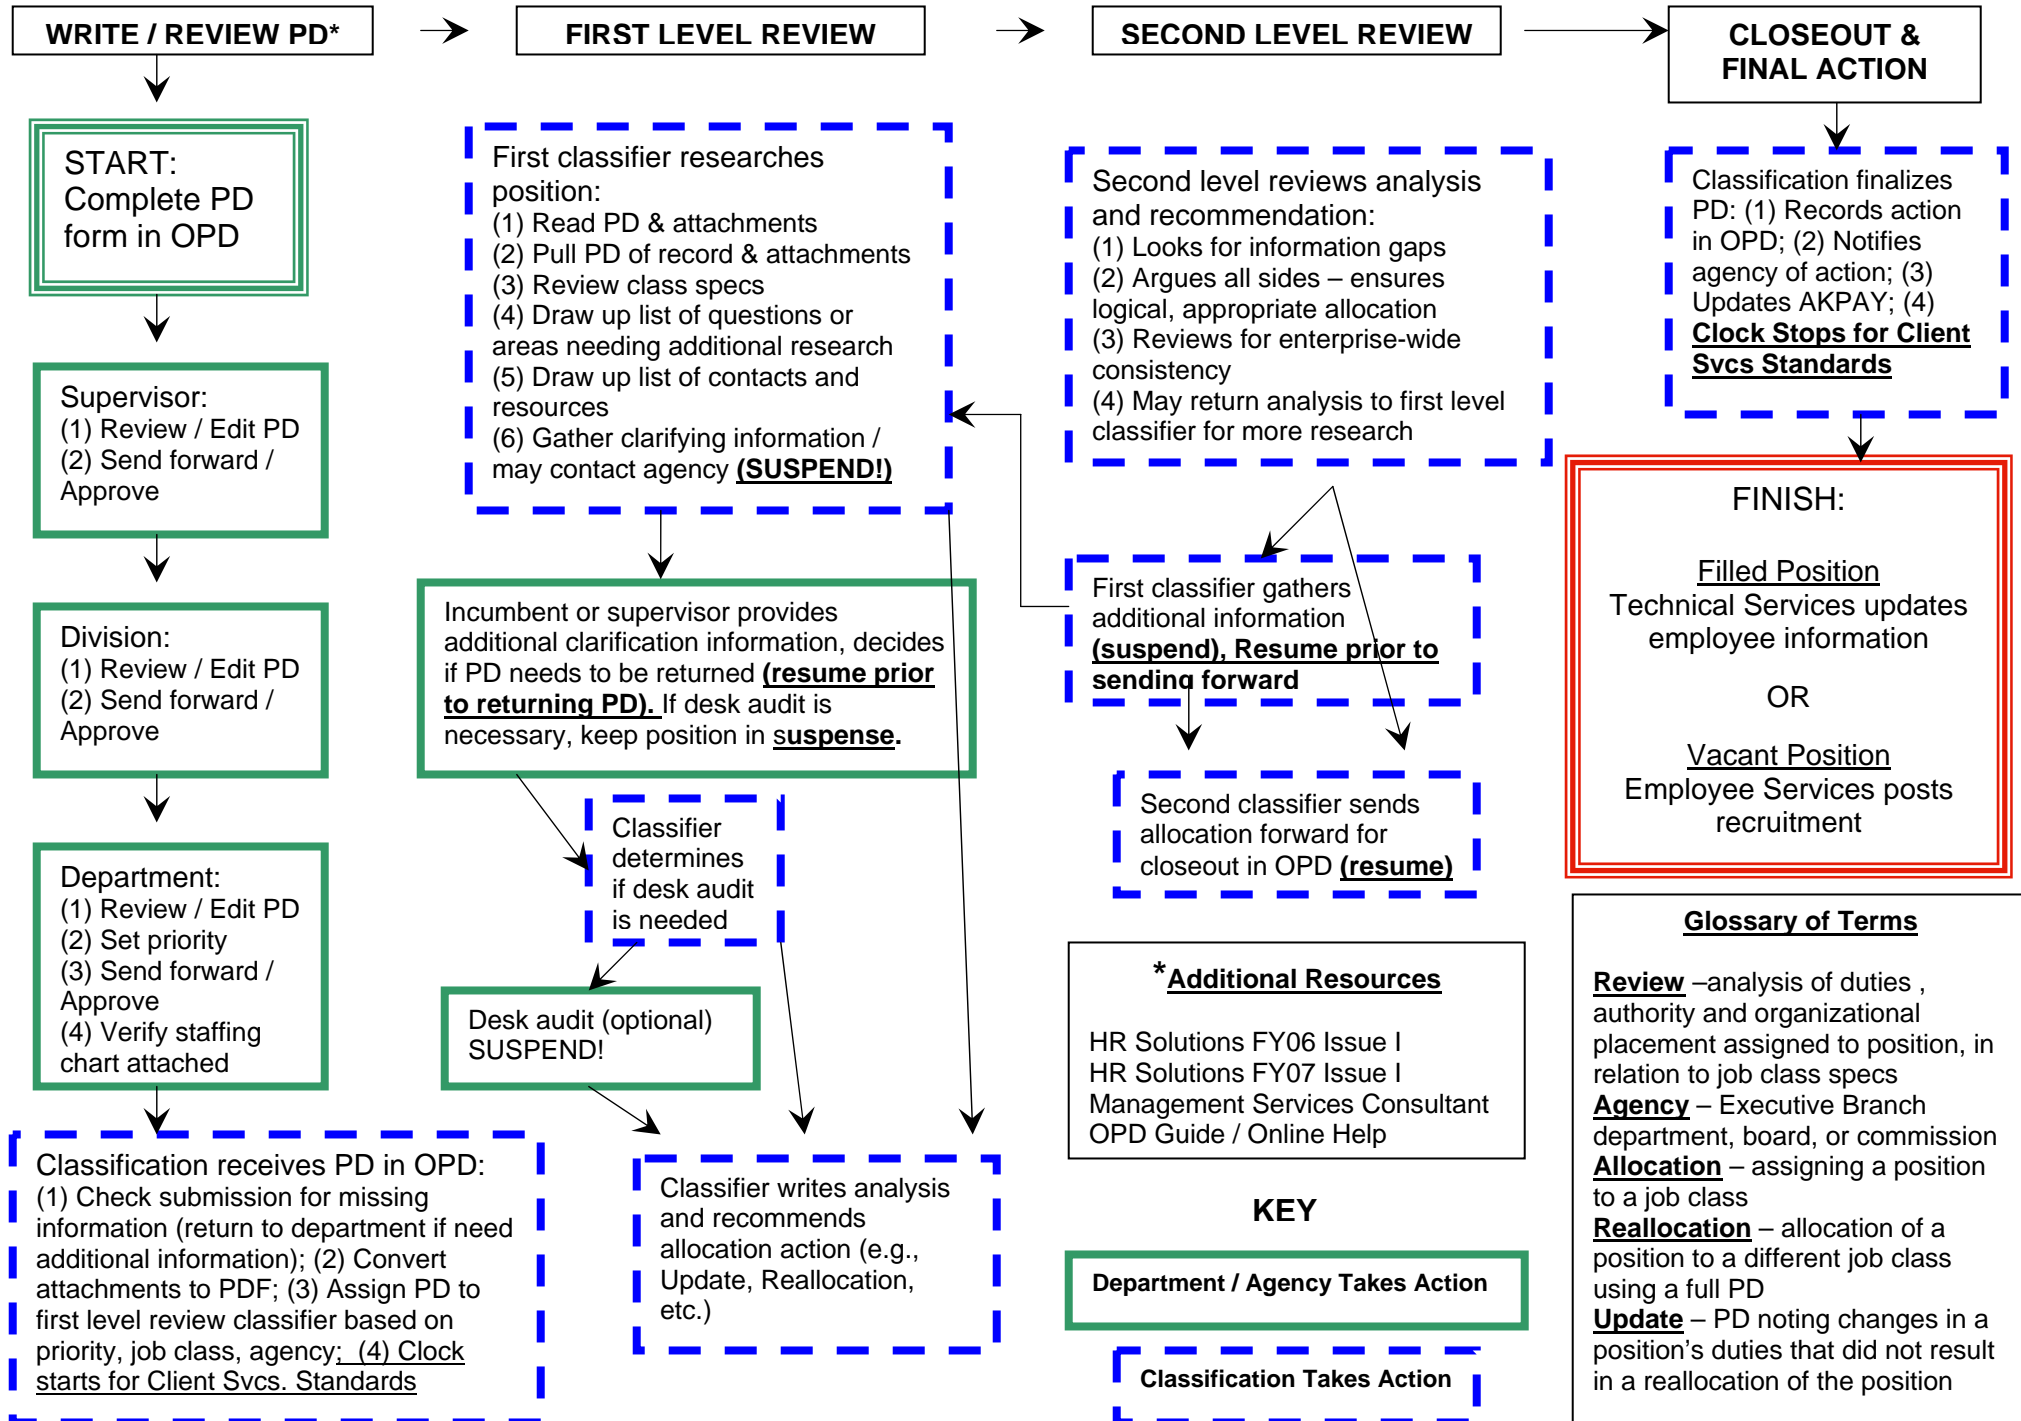 WRITE / REVIEW PD*
FIRST LEVEL REVIEW
SECOND LEVEL REVIEW
CLOSEOUT &
FINAL ACTION
START:
Complete PD
form in OPD
Supervisor:
(1) Review / Edit PD
(2) Send forward /
Approve
Division:
(1) Review / Edit PD
(2) Send forward /
Approve
Department:
(1) Review / Edit PD
(2) Set priority
(3) Send forward /
Approve
(4) Verify staffing
chart attached
Classification receives PD in OPD:
(1) Check submission for missing
information (return to department if need
additional information); (2) Convert
attachments to PDF; (3) Assign PD to
first level review classifier based on
priority, job class, agency; (4) Clock
starts for Client Svcs. Standards
First classifier researches
position:
(1) Read PD & attachments
(2) Pull PD of record & attachments
(3) Review class specs
(4) Draw up list of questions or
areas needing additional research
(5) Draw up list of contacts and
resources
(6) Gather clarifying information /
may contact agency (SUSPEND!)
Incumbent or supervisor provides
additional clarification information, decides
if PD needs to be returned (resume prior
to returning PD). If desk audit is
necessary, keep position in suspense.
Classifier
determines
if desk audit
is needed
Desk audit (optional)
SUSPEND!
Classifier writes analysis
and recommends
allocation action (e.g.,
Update, Reallocation,
etc.)
Second level reviews analysis
and recommendation:
(1) Looks for information gaps
(2) Argues all sides – ensures
logical, appropriate allocation
(3) Reviews for enterprise-wide
consistency
(4) May return analysis to first level
classifier for more research
First classifier gathers
additional information
(suspend), Resume prior to
sending forward
Second classifier sends
allocation forward for
closeout in OPD (resume)
*Additional Resources
HR Solutions FY06 Issue I
HR Solutions FY07 Issue I
Management Services Consultant
OPD Guide / Online Help
KEY
Department / Agency Takes Action
Classification Takes Action
Classification finalizes
PD: (1) Records action
in OPD; (2) Notifies
agency of action; (3)
Updates AKPAY; (4)
Clock Stops for Client
Svcs Standards
FINISH:
Filled Position
Technical Services updates
employee information
OR
Vacant Position
Employee Services posts
recruitment
Glossary of Terms
Review –analysis of duties ,
authority and organizational
placement assigned to position, in
relation to job class specs
Agency – Executive Branch
department, board, or commission
Allocation – assigning a position
to a job class
Reallocation – allocation of a
position to a different job class
using a full PD
Update – PD noting changes in a
position's duties that did not result
in a reallocation of the position